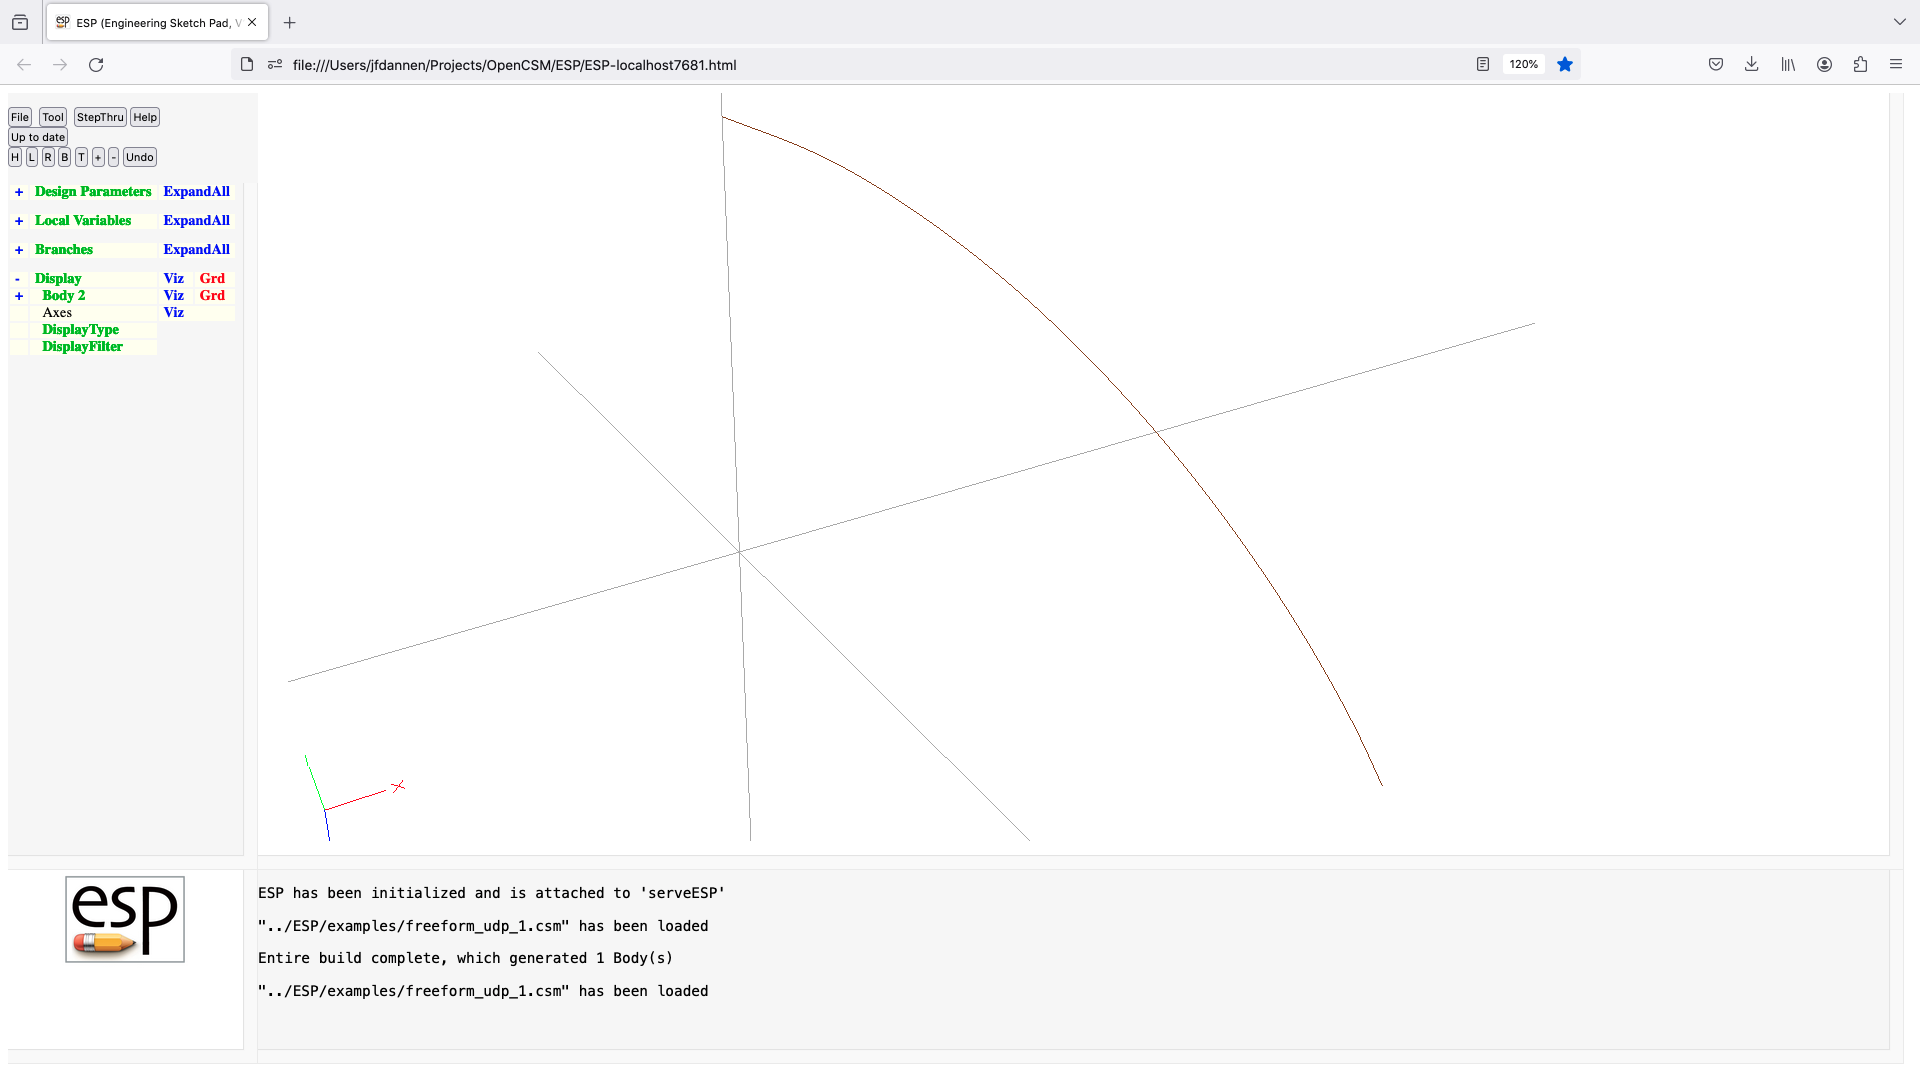 ESP (Engineering Sketch Pad, V
file:///Users/jfdannen/Projects/OpenCSM/ESP/ESP-localhost7681.html
120%
File Tool StepThru Help
Up to date
H L R B T + - Undo
+ Design Parameters ExpandAll
+ Local Variables ExpandAll
+ Branches ExpandAll
- Display Viz Grd
+ Body 2 Viz Grd
Axes Viz
DisplayType
DisplayFilter
X
esp
ESP has been initialized and is attached to 'serveESP'
"../ESP/examples/freeform_udp_1.csm" has been loaded
Entire build complete, which generated 1 Body(s)
"../ESP/examples/freeform_udp_1.csm" has been loaded